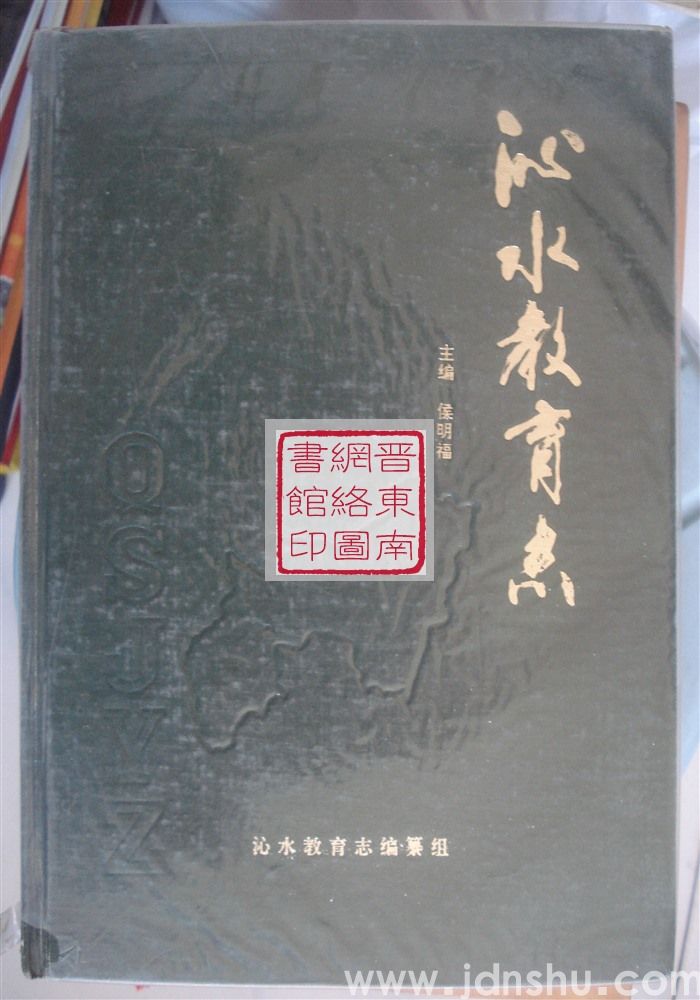 沁水教育志
主编 侯明福
晋東南
網絡圖
書館印
QSJYZ
沁水教育志编纂组
www.jdnshu.com